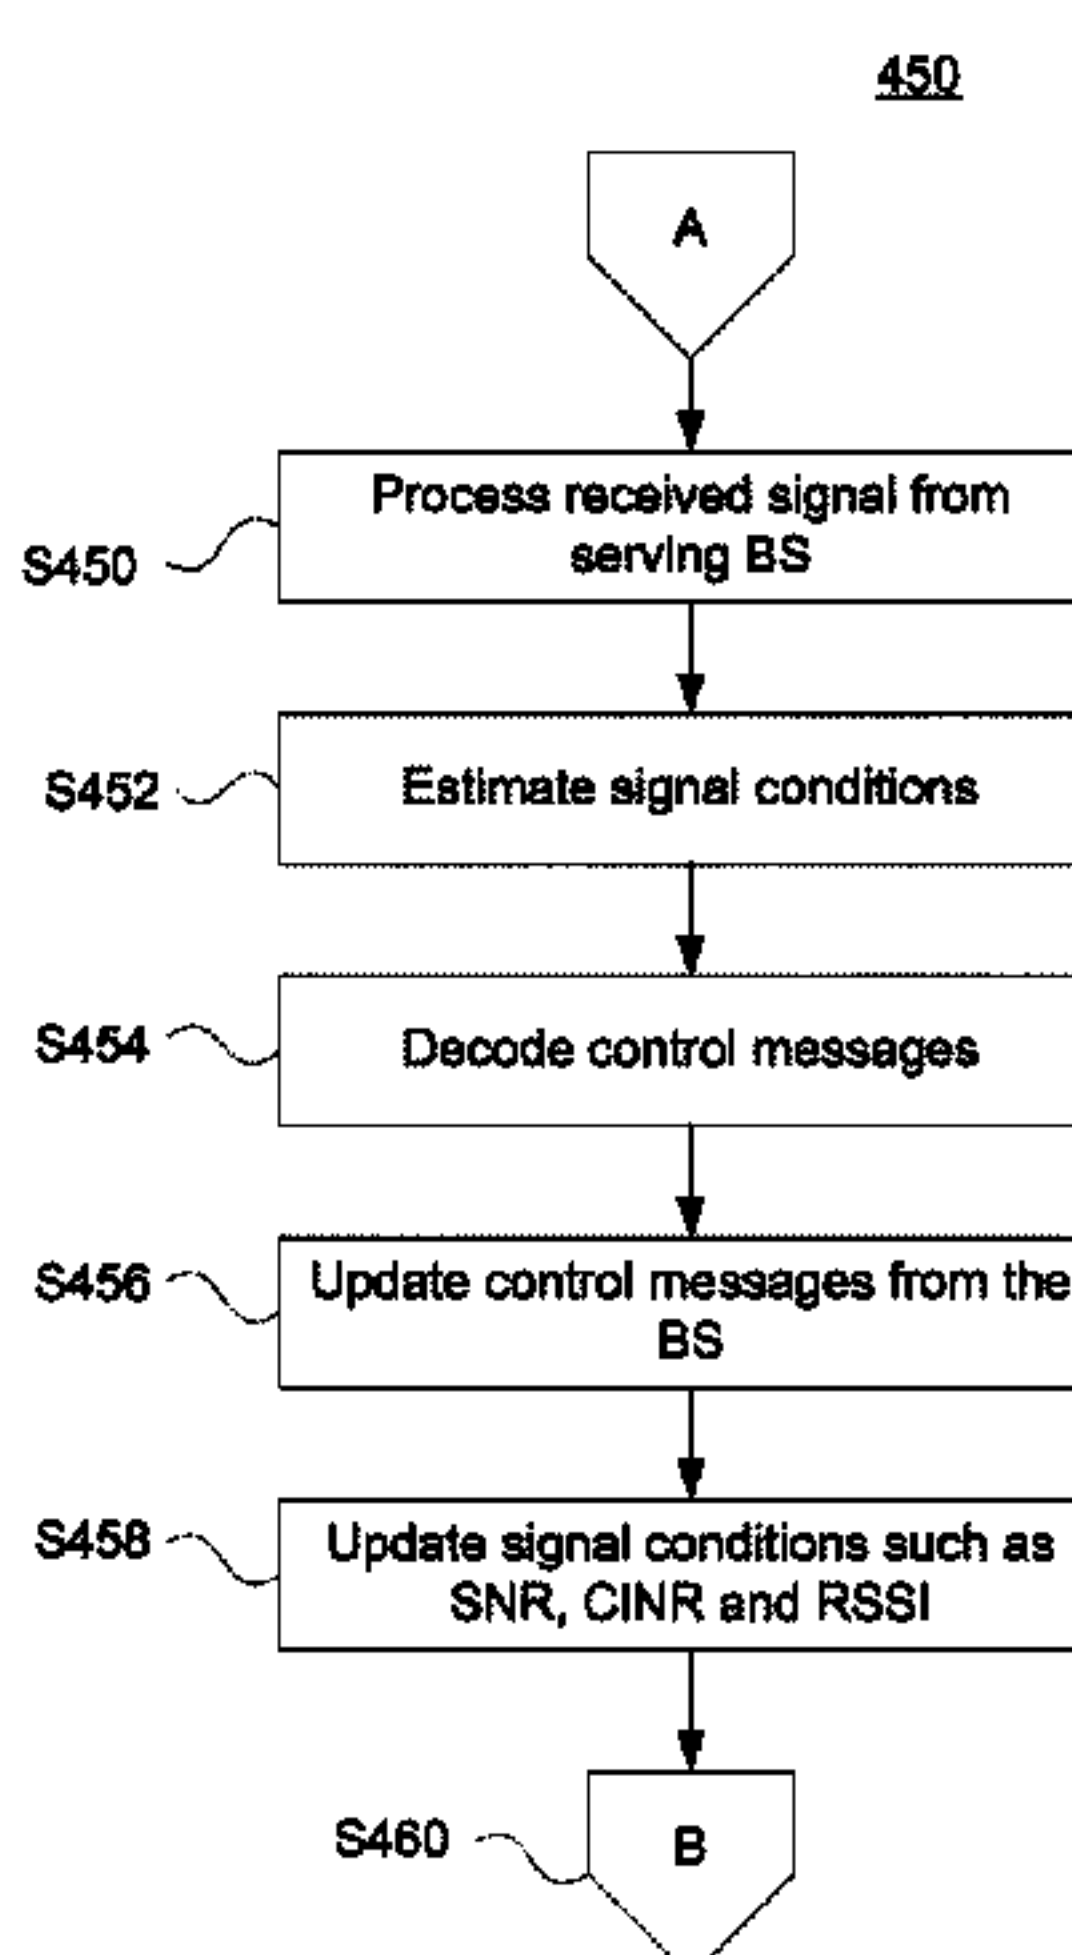 450
A
Process received signal from
serving BS
S450
Estimate signal conditions
S452
Decode control messages
S454
Update control messages from the
BS
S456
Update signal conditions such as
SNR, CINR and RSSI
S458
B
S460